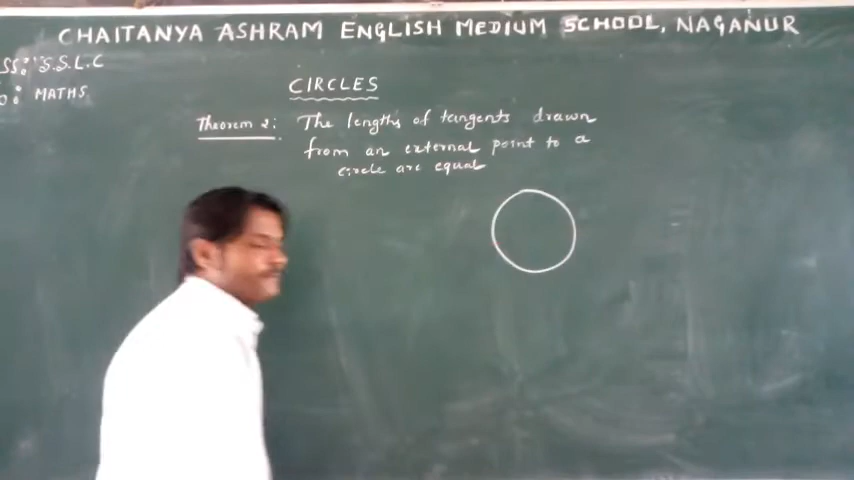 CHAITANYA ASHRAM ENGLISH MEDIUM SCHOOL, NAGANUR
SS: S.S.L.C
: MATHS
CIRCLES
Theorem 2: The lengths of tangents drawn
from an external point to a
circle are equal